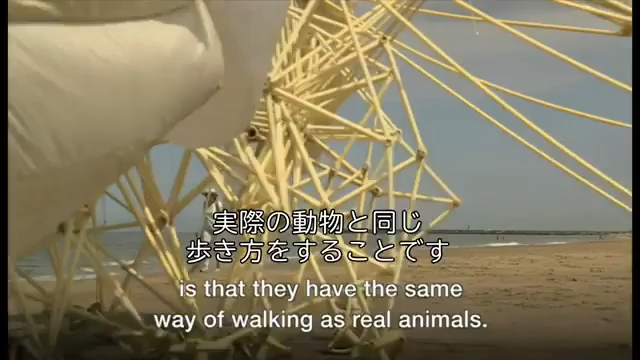 実際の動物と同じ
歩き方をすることです
is that they have the same
way of walking as real animals.